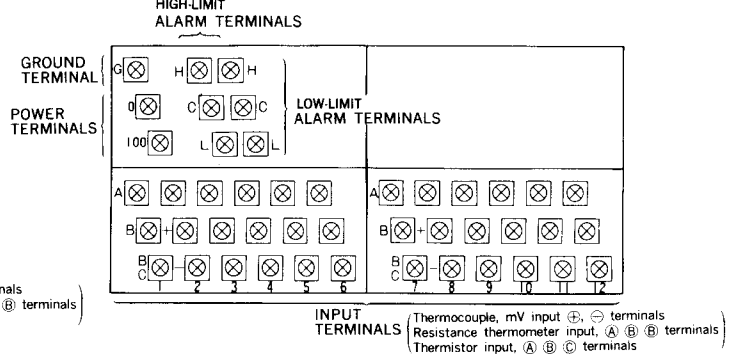 HIGH-LIMIT
ALARM TERMINALS
GROUND
TERMINAL
G H H
POWER
TERMINALS
0 C C
LOW-LIMIT
ALARM TERMINALS
100 L L
A A
B + B +
B
C −
B
C −
1 2 3 4 5 6 7 8 9 10 11 12
Ⓑ terminals
INPUT
TERMINALS
Thermocouple, mV input ⊕, ⊖ terminals
Resistance thermometer input, Ⓐ Ⓑ Ⓑ terminals
Thermistor input, Ⓐ Ⓑ Ⓒ terminals